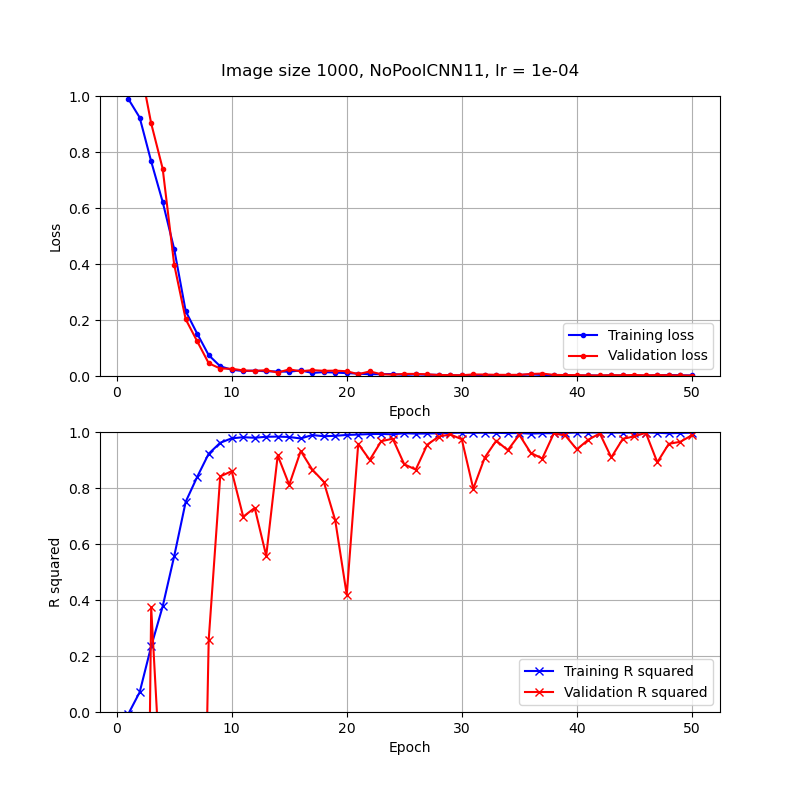 Image size 1000, NoPoolCNN11, lr = 1e-04
1.0
0.8
0.6
0.4
0.2
0.0
Loss
Training loss
Validation loss
0 10 20 30 40 50
Epoch
1.0
0.8
0.6
0.4
0.2
0.0
R squared
Training R squared
Validation R squared
0 10 20 30 40 50
Epoch